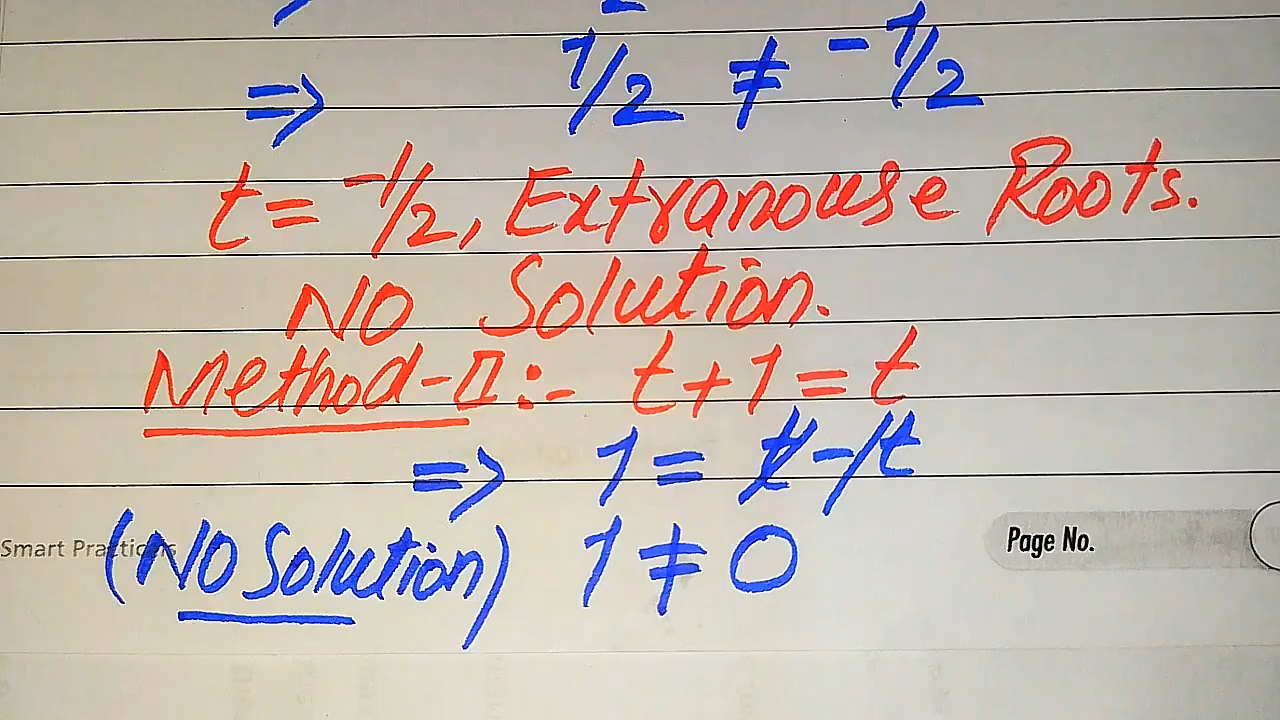 => 1/2 ≠ -1/2
t = -1/2, Extranouse Roots.
NO Solution.
Method-II:- t+1=t
=> 1 = t-t
(NO Solution) 1 ≠ 0
Smart Practic
Page No.